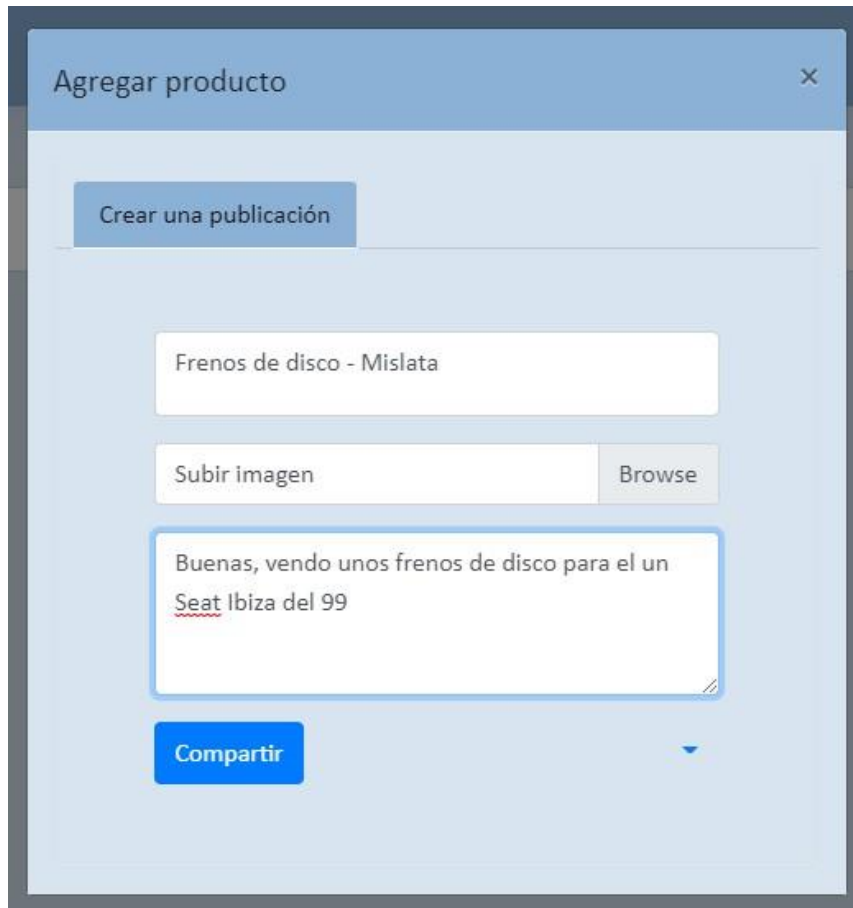 Agregar producto ×
Crear una publicación
Frenos de disco - Mislata
Subir imagen Browse
Buenas, vendo unos frenos de disco para el un
Seat Ibiza del 99
Compartir